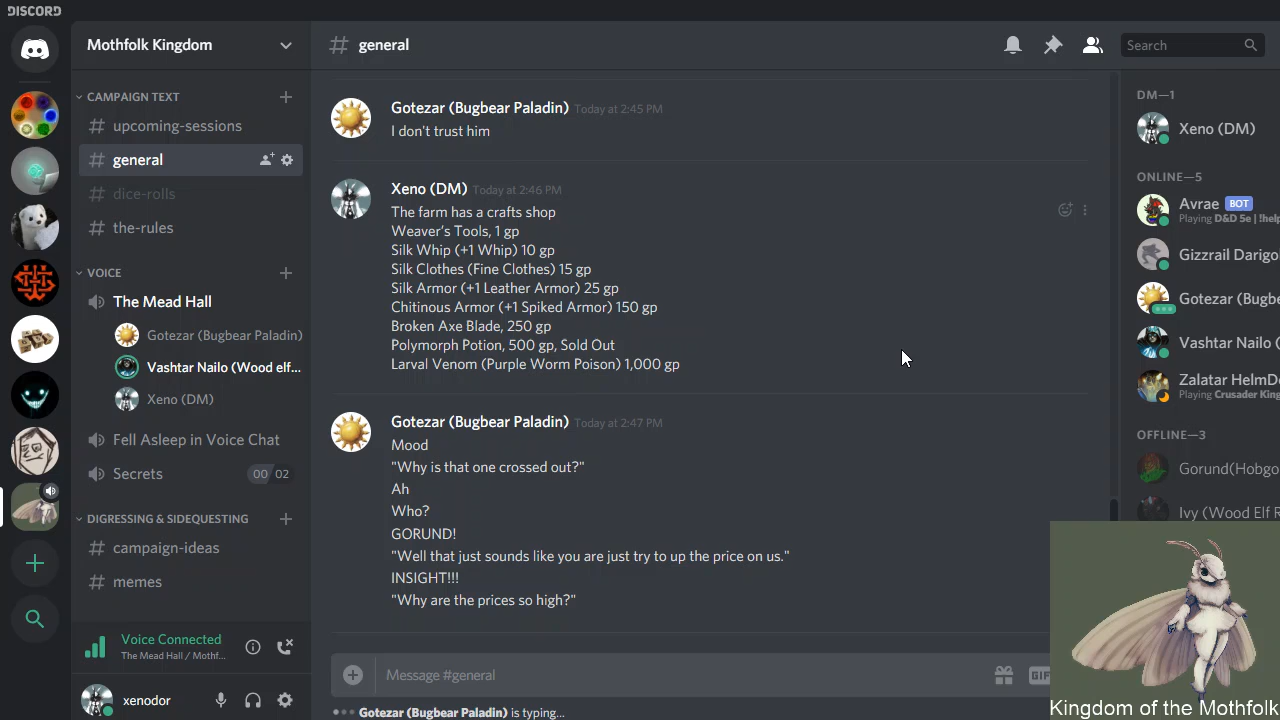 DISCORD
Mothfolk Kingdom
CAMPAIGN TEXT
# upcoming-sessions
# general
# dice-rolls
# the-rules
VOICE
The Mead Hall
Gotezar (Bugbear Paladin)
Vashtar Nailo (Wood elf...
Xeno (DM)
Fell Asleep in Voice Chat
Secrets 00 02
DIGRESSING & SIDEQUESTING
# campaign-ideas
# memes
Voice Connected
The Mead Hall / Mothf...
xenodor
# general
Search
Gotezar (Bugbear Paladin) Today at 2:45 PM
I don't trust him
Xeno (DM) Today at 2:46 PM
The farm has a crafts shop
Weaver's Tools, 1 gp
Silk Whip (+1 Whip) 10 gp
Silk Clothes (Fine Clothes) 15 gp
Silk Armor (+1 Leather Armor) 25 gp
Chitinous Armor (+1 Spiked Armor) 150 gp
Broken Axe Blade, 250 gp
Polymorph Potion, 500 gp, Sold Out
Larval Venom (Purple Worm Poison) 1,000 gp
Gotezar (Bugbear Paladin) Today at 2:47 PM
Mood
"Why is that one crossed out?"
Ah
Who?
GORUND!
"Well that just sounds like you are just try to up the price on us."
INSIGHT!!!
"Why are the prices so high?"
Message #general
GIF
Gotezar (Bugbear Paladin) is typing...
DM—1
Xeno (DM)
ONLINE—5
Avrae BOT
Playing D&D 5e | !help
Gizzrail Darigo
Gotezar (Bugbe
Vashtar Nailo (
Zalatar HelmDe
Playing Crusader King
OFFLINE—3
Gorund(Hobgo
Ivy (Wood Elf R
Kingdom of the Mothfolk